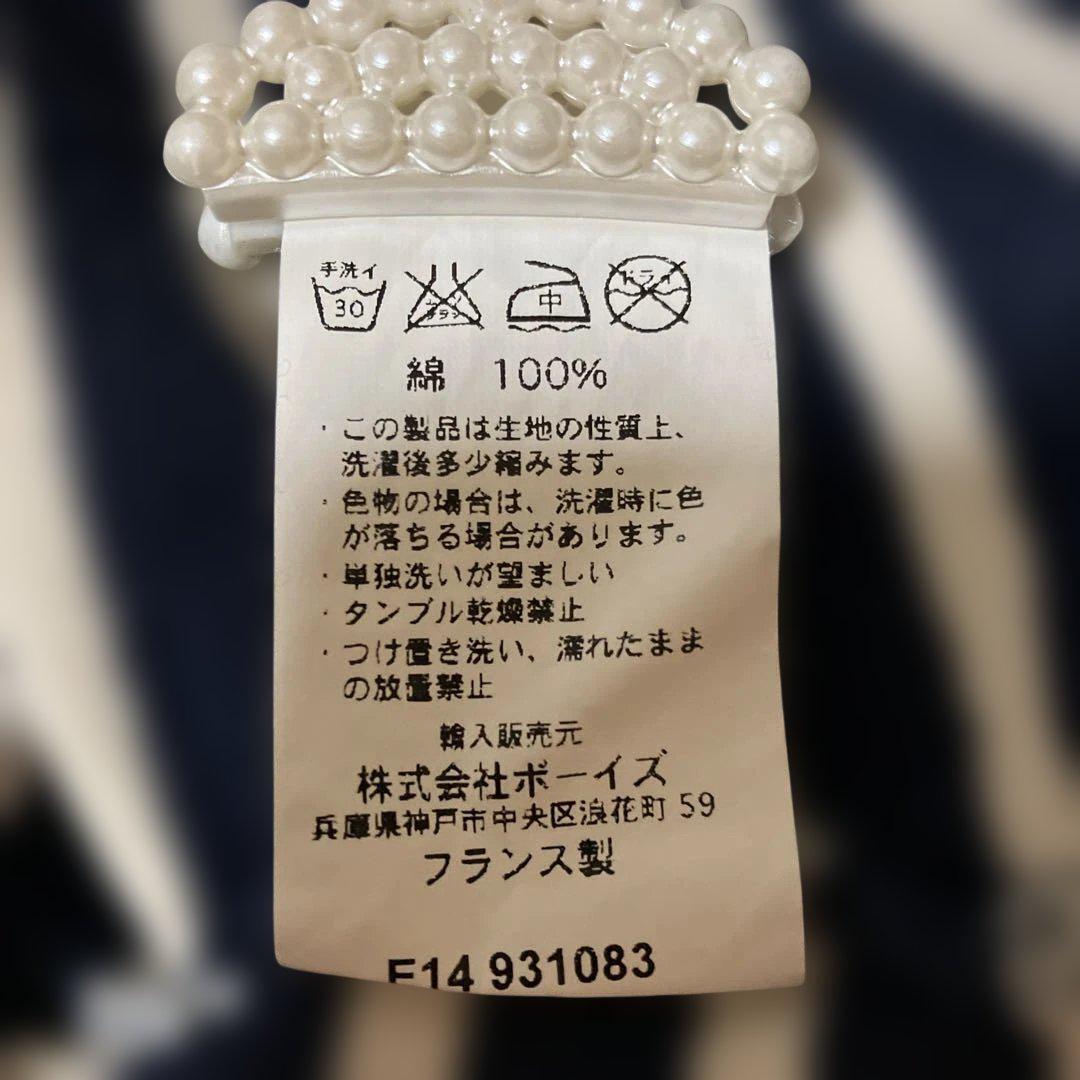 手洗イ
30
中
ドライ
綿 100%
・この製品は生地の性質上、
洗濯後多少縮みます。
・色物の場合は、洗濯時に色
が落ちる場合があります。
・単独洗いが望ましい
・タンブル乾燥禁止
・つけ置き洗い、濡れたまま
の放置禁止
輸入販売元
株式会社ボーイズ
兵庫県神戸市中央区浪花町 59
フランス製
E14 931083